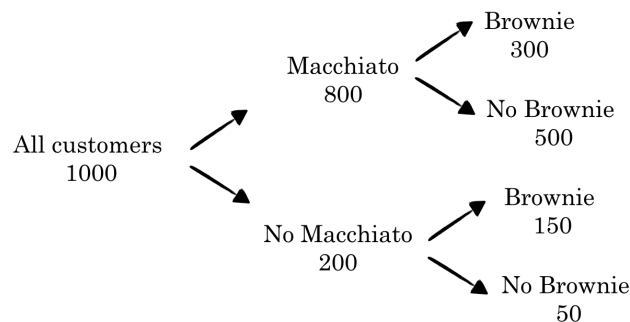 All customers
1000
Macchiato
800
No Macchiato
200
Brownie
300
No Brownie
500
Brownie
150
No Brownie
50